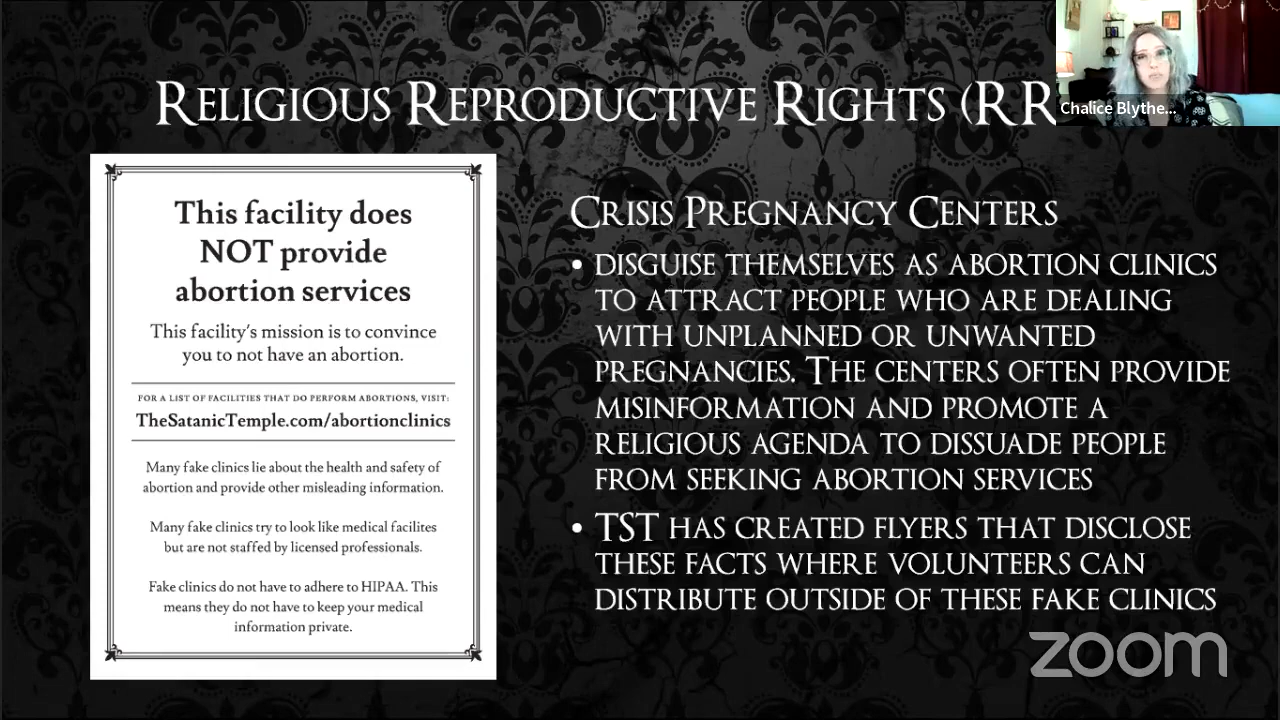 Religious Reproductive Rights (RR
Chalice Blythe...
This facility does
NOT provide
abortion services
This facility's mission is to convince
you to not have an abortion.
FOR A LIST OF FACILITIES THAT DO PERFORM ABORTIONS, VISIT:
TheSatanicTemple.com/abortionclinics
Many fake clinics lie about the health and safety of
abortion and provide other misleading information.
Many fake clinics try to look like medical facilites
but are not staffed by licensed professionals.
Fake clinics do not have to adhere to HIPAA. This
means they do not have to keep your medical
information private.
Crisis Pregnancy Centers
• disguise themselves as abortion clinics
to attract people who are dealing
with unplanned or unwanted
pregnancies. The centers often provide
misinformation and promote a
religious agenda to dissuade people
from seeking abortion services
• TST has created flyers that disclose
these facts where volunteers can
distribute outside of these fake clinics
zoom